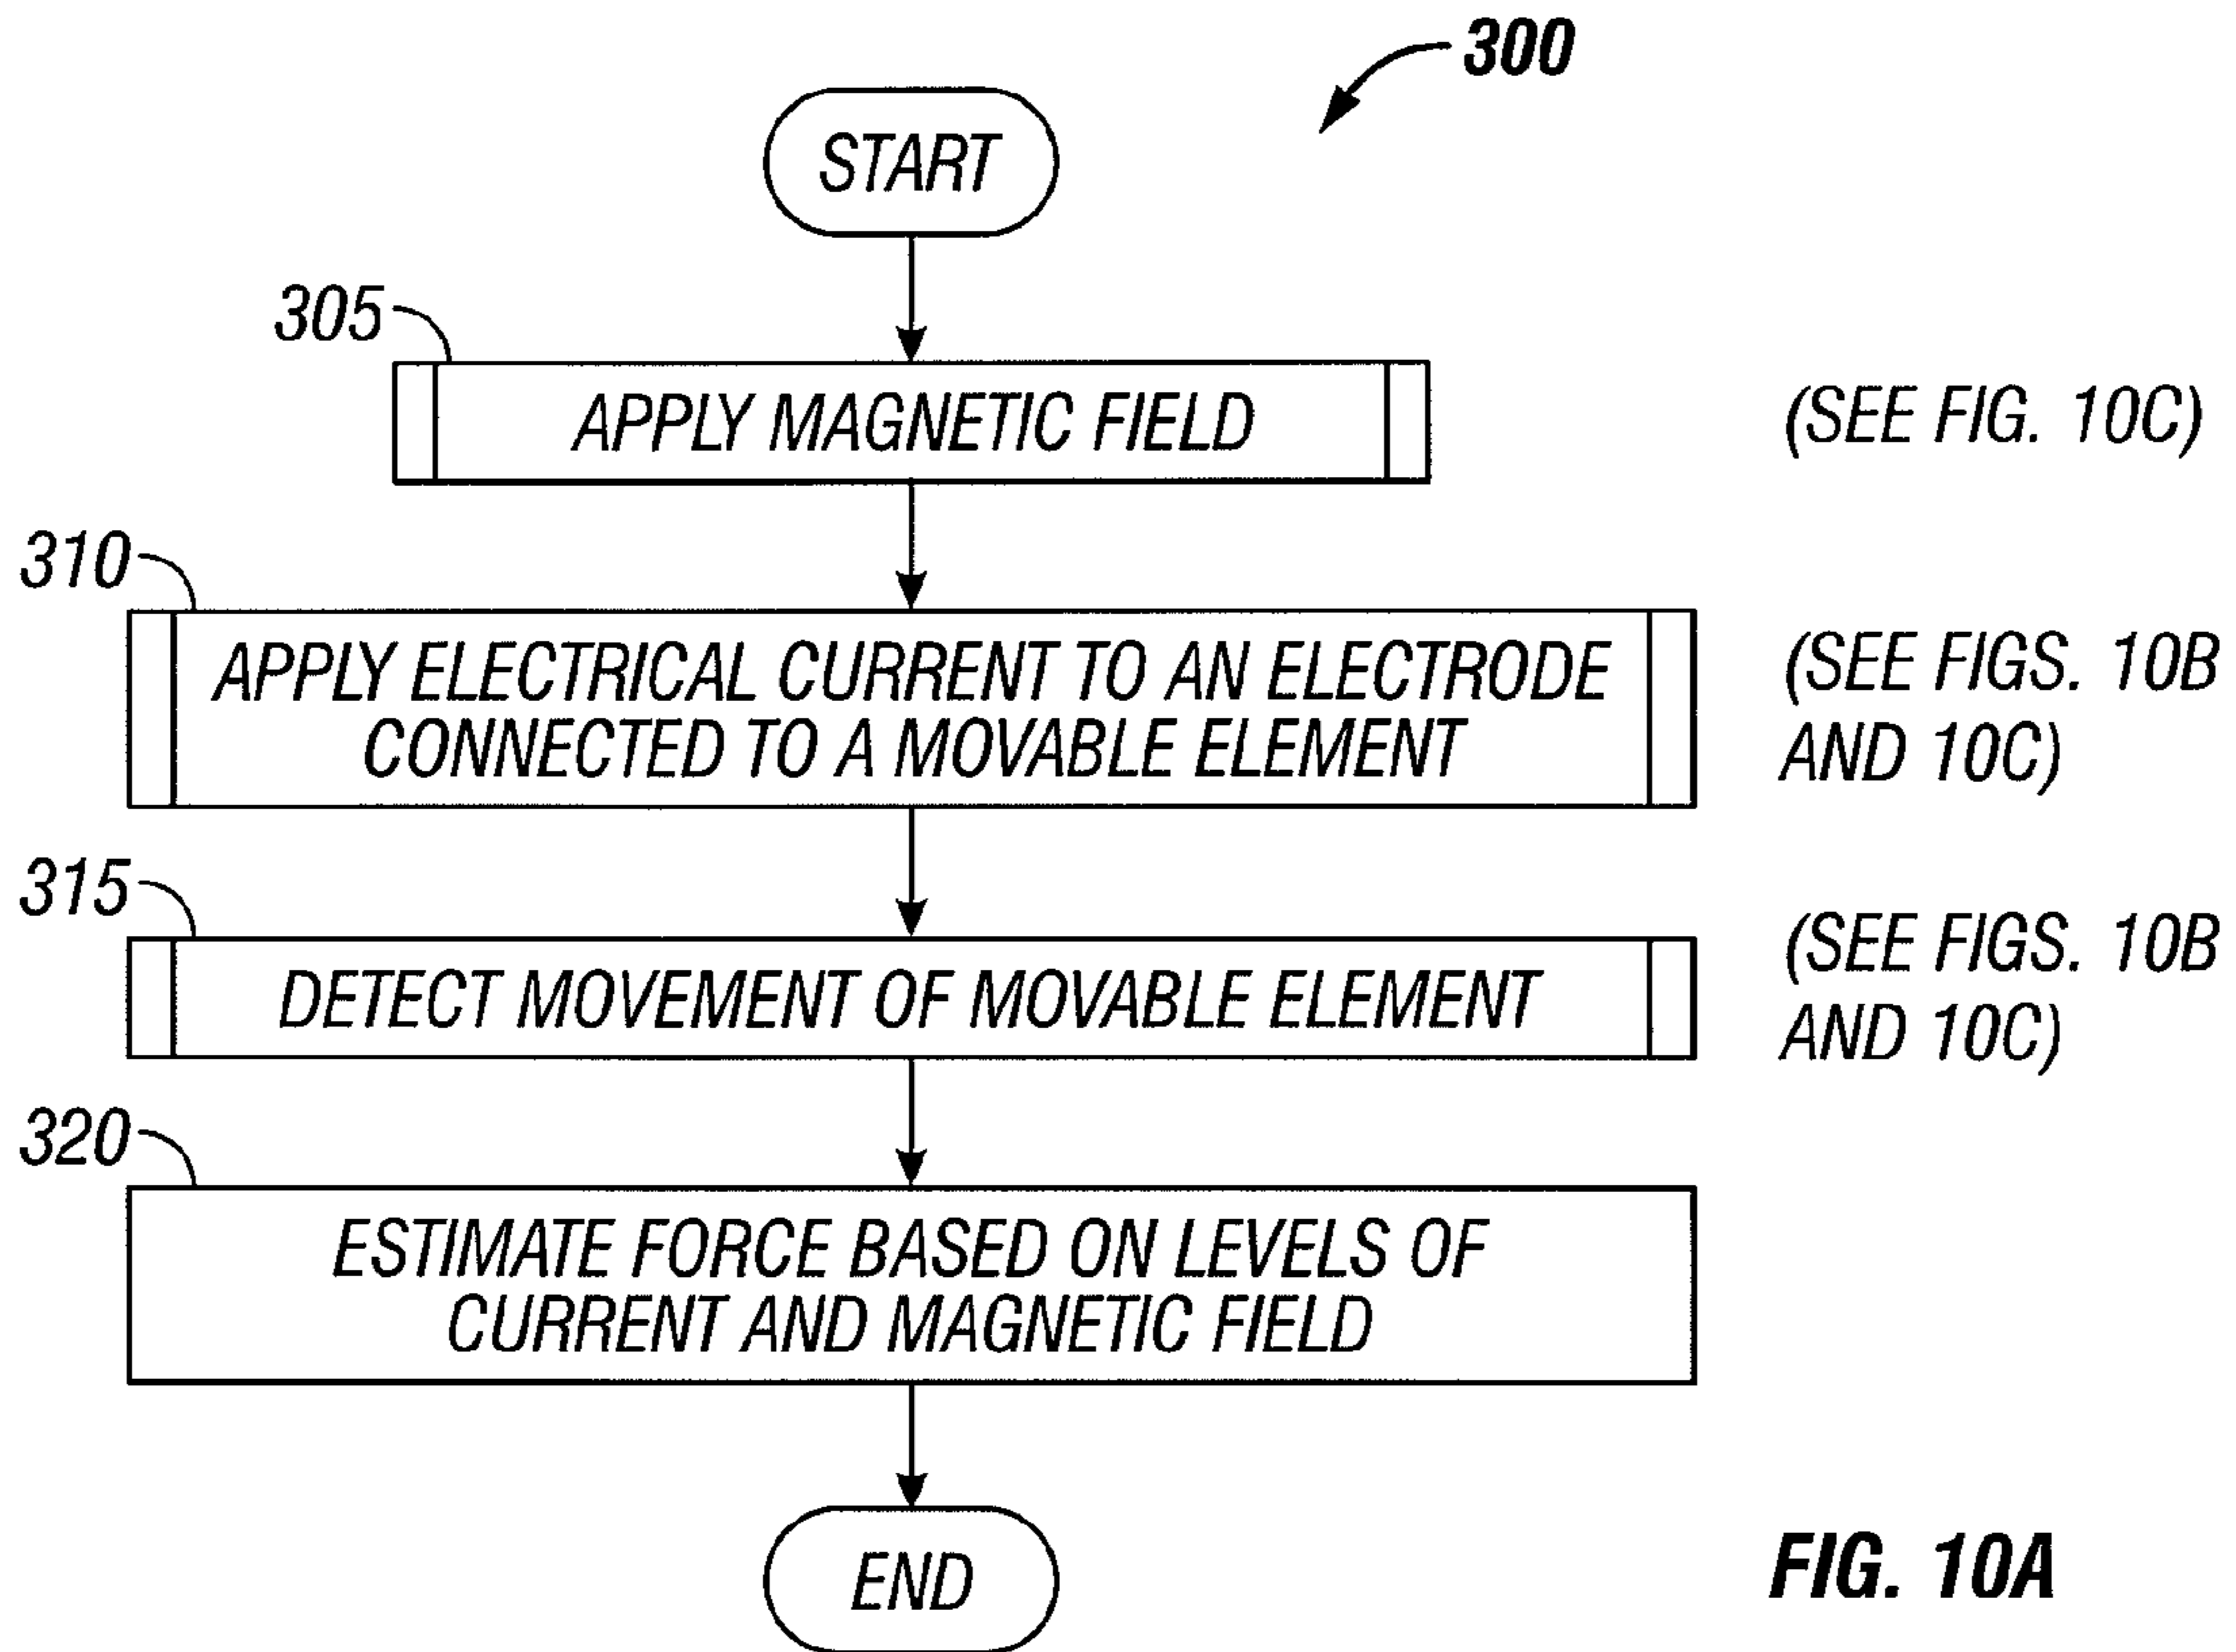 300
START
305
APPLY MAGNETIC FIELD
(SEE FIG. 10C)
310
APPLY ELECTRICAL CURRENT TO AN ELECTRODE
CONNECTED TO A MOVABLE ELEMENT
(SEE FIGS. 10B
AND 10C)
315
DETECT MOVEMENT OF MOVABLE ELEMENT
(SEE FIGS. 10B
AND 10C)
320
ESTIMATE FORCE BASED ON LEVELS OF
CURRENT AND MAGNETIC FIELD
END
FIG. 10A